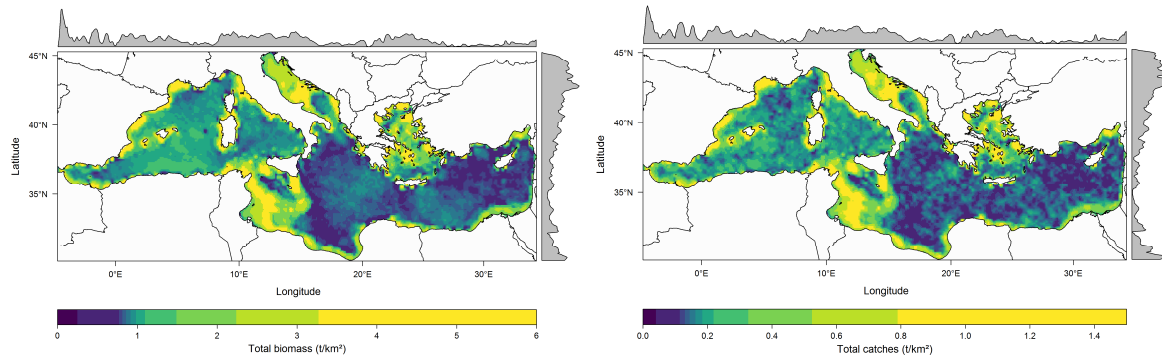 45°N
40°N
35°N
Latitude
0°E
10°E
20°E
30°E
Longitude
0
1
2
3
4
5
6
Total biomass (t/km²)
45°N
40°N
35°N
Latitude
0°E
10°E
20°E
30°E
Longitude
0.0
0.2
0.4
0.6
0.8
1.0
1.2
1.4
Total catches (t/km²)